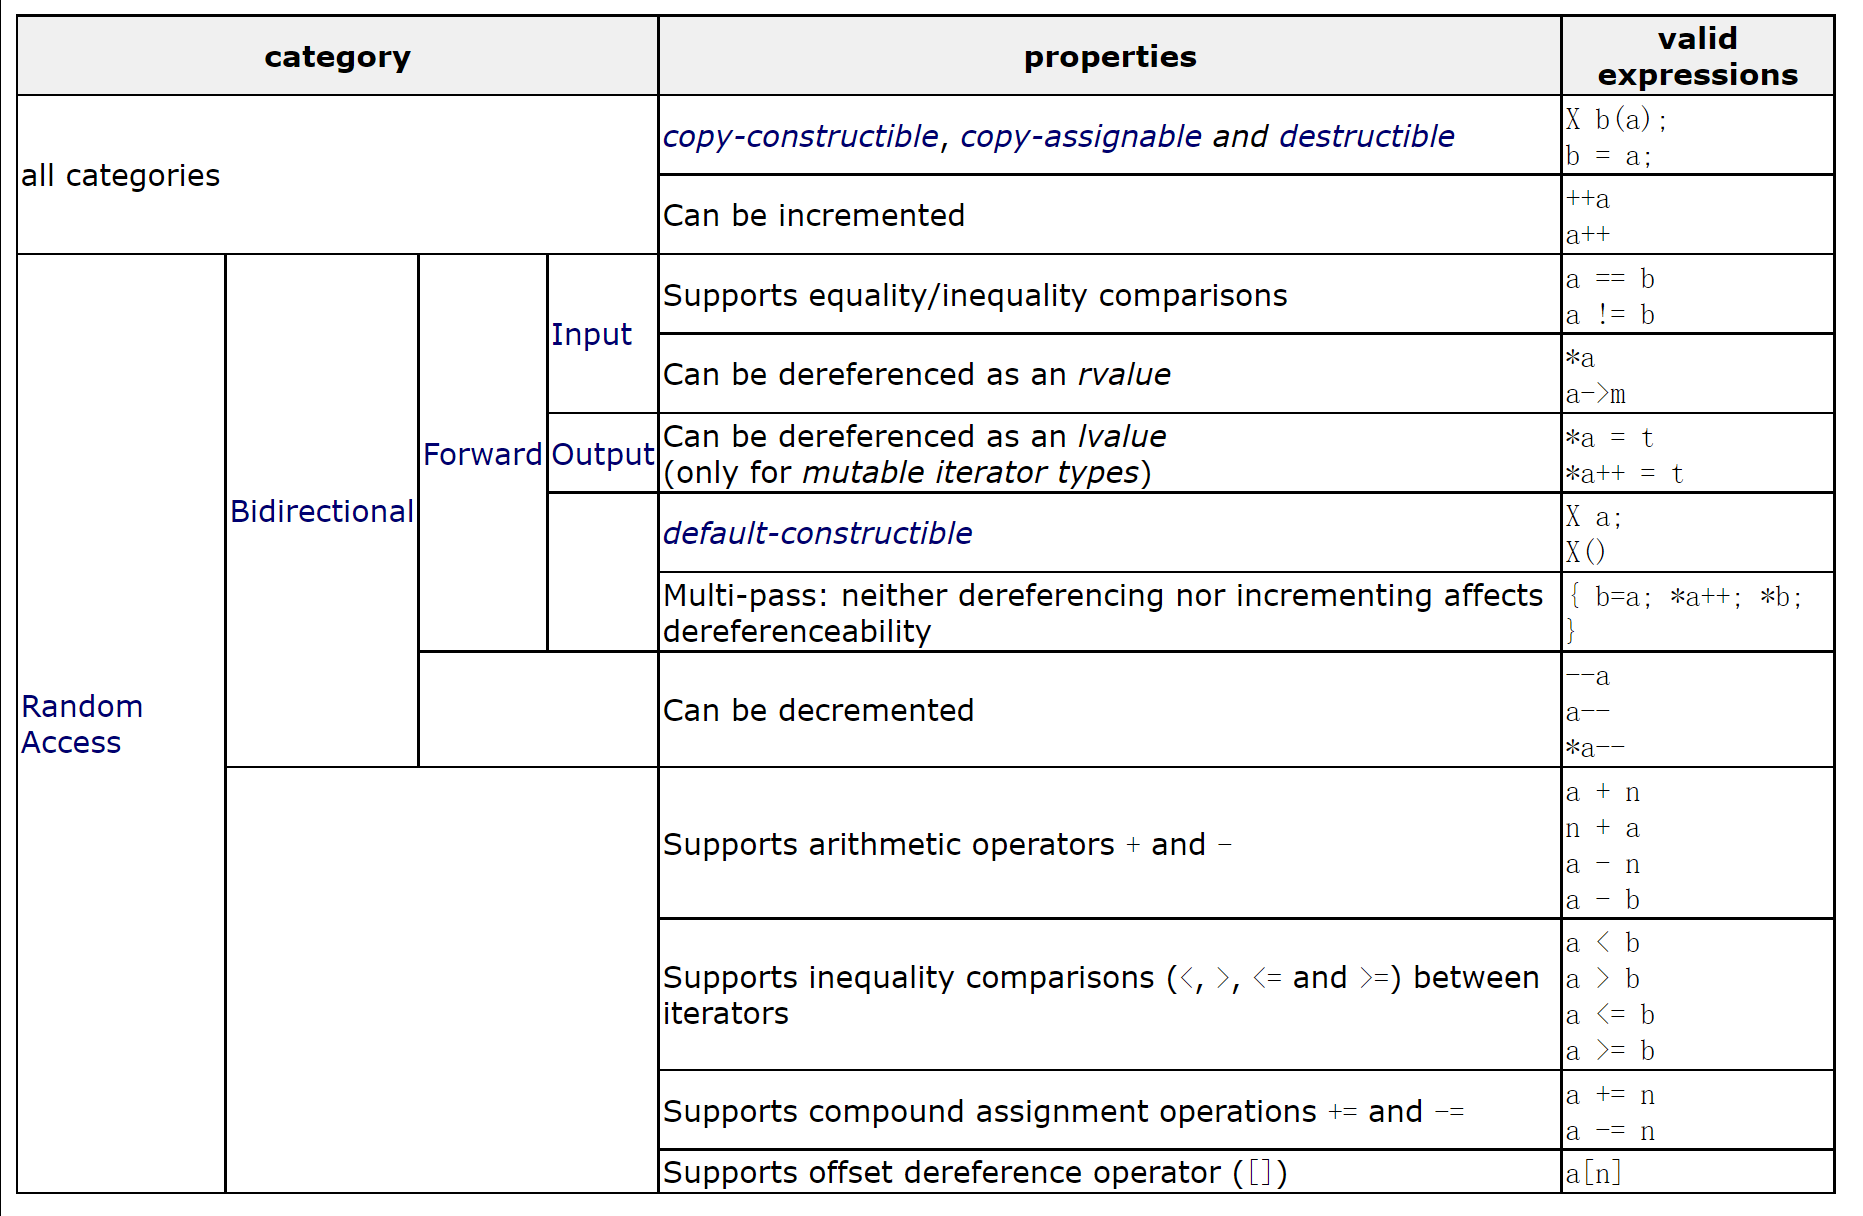 category
properties
valid
expressions
all categories
copy-constructible, copy-assignable and destructible
X b(a);
b = a;
Can be incremented
++a
a++
Random
Access
Bidirectional
Forward
Input
Supports equality/inequality comparisons
a == b
a != b
Can be dereferenced as an rvalue
*a
a->m
Output
Can be dereferenced as an lvalue
(only for mutable iterator types)
*a = t
*a++ = t
default-constructible
X a;
X()
Multi-pass: neither dereferencing nor incrementing affects
dereferenceability
{ b=a; *a++; *b;
}
Can be decremented
--a
a--
*a--
Supports arithmetic operators + and -
a + n
n + a
a - n
a - b
Supports inequality comparisons (<, >, <= and >=) between
iterators
a < b
a > b
a <= b
a >= b
Supports compound assignment operations += and -=
a += n
a -= n
Supports offset dereference operator ([])
a[n]